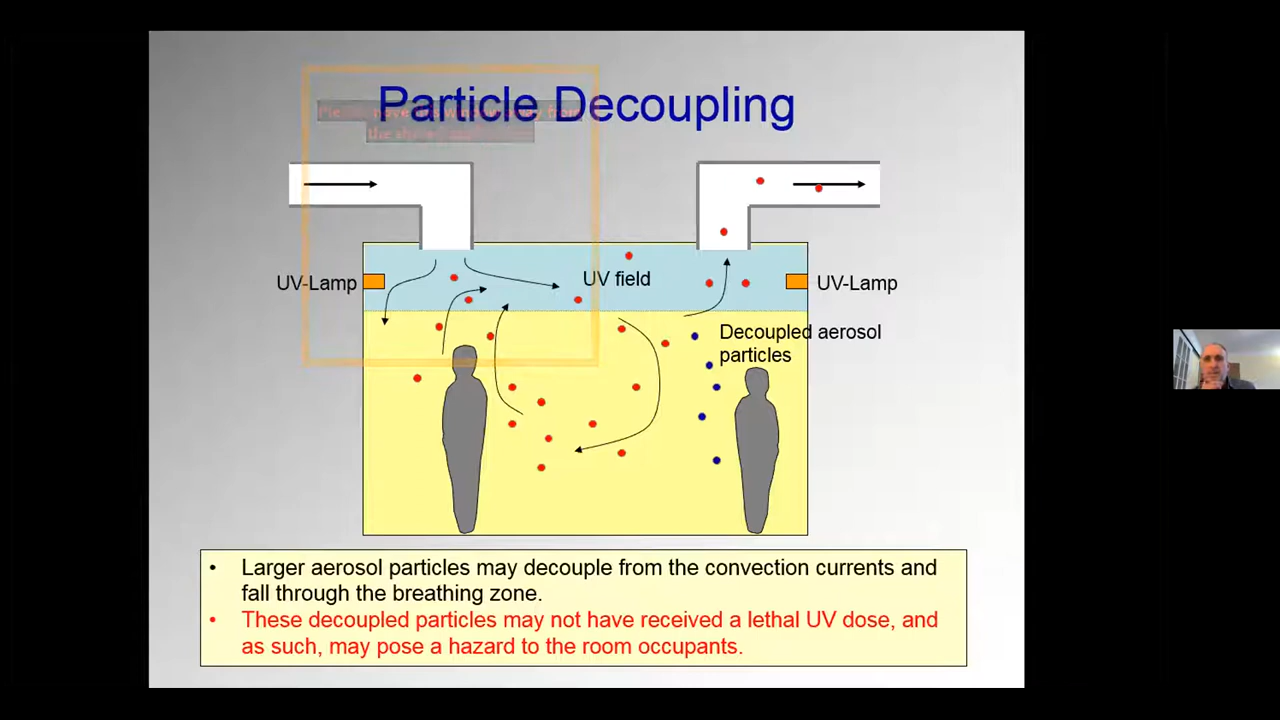 Particle Decoupling
UV-Lamp
UV field
UV-Lamp
Decoupled aerosol
particles
• Larger aerosol particles may decouple from the convection currents and
fall through the breathing zone.
• These decoupled particles may not have received a lethal UV dose, and
as such, may pose a hazard to the room occupants.